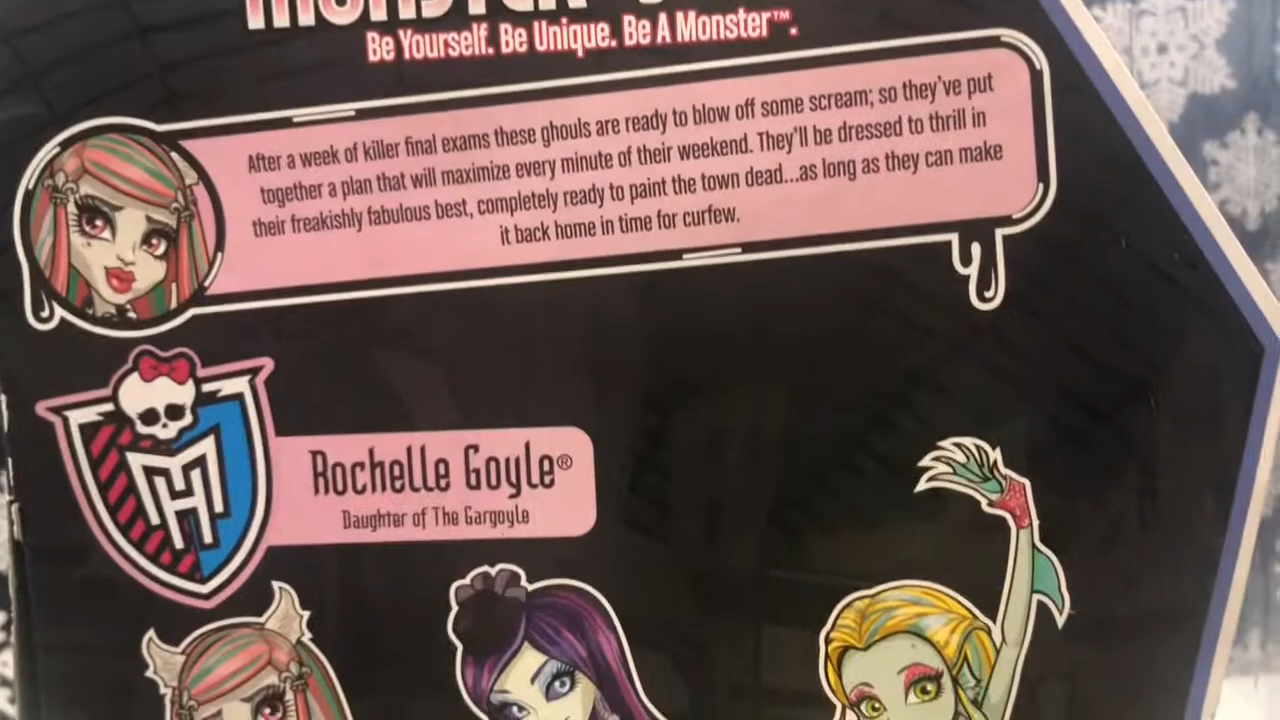 MONSTER
Be Yourself. Be Unique. Be A Monster™.
After a week of killer final exams these ghouls are ready to blow off some scream; so they've put
together a plan that will maximize every minute of their weekend. They'll be dressed to thrill in
their freakishly fabulous best, completely ready to paint the town dead...as long as they can make
it back home in time for curfew.
MH
Rochelle Goyle®
Daughter of The Gargoyle